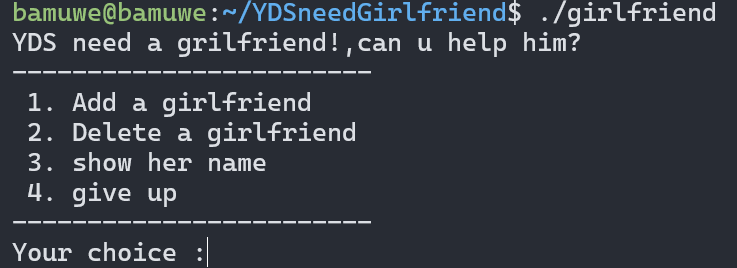 bamuwe@bamuwe:~/YDSneedGirlfriend$ ./girlfriend
YDS need a grilfriend!,can u help him?
------------------------
 1. Add a girlfriend
 2. Delete a girlfriend
 3. show her name
 4. give up
------------------------
Your choice :